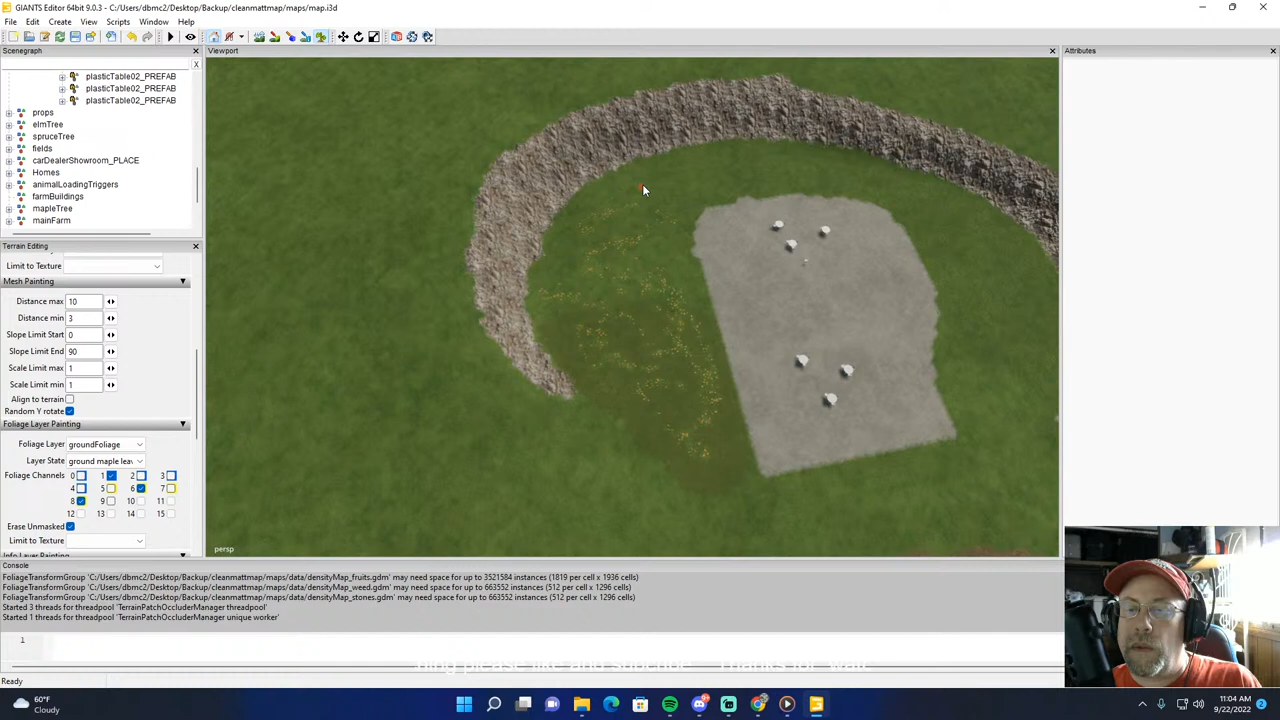 GIANTS Editor 64bit 9.0.3 - C:/Users/dbmc2/Desktop/Backup/cleanmattmap/maps/map.i3d
File Edit Create View Scripts Window Help
Scenegraph
x
plasticTable02_PREFAB
plasticTable02_PREFAB
plasticTable02_PREFAB
props
elmTree
spruceTree
fields
carDealerShowroom_PLACE
Homes
animalLoadingTriggers
farmBuildings
mapleTree
mainFarm
Terrain Editing
Limit to Texture
Mesh Painting
Distance max 10
Distance min 3
Slope Limit Start 0
Slope Limit End 90
Scale Limit max 1
Scale Limit min 1
Align to terrain
Random Y rotate
Foliage Layer Painting
Foliage Layer groundFoliage
Layer State ground maple leav
Foliage Channels 0 1 2 3
4 5 6 7
8 9 10 11
12 13 14 15
Erase Unmasked
Limit to Texture
Info Layer Painting
Viewport
persp
Attributes
Console
FoliageTransformGroup 'C:/Users/dbmc2/Desktop/Backup/cleanmattmap/maps/data/densityMap_fruits.gdm' may need space for up to 3521584 instances (1819 per cell x 1936 cells)
FoliageTransformGroup 'C:/Users/dbmc2/Desktop/Backup/cleanmattmap/maps/data/densityMap_weed.gdm' may need space for up to 663552 instances (512 per cell x 1296 cells)
FoliageTransformGroup 'C:/Users/dbmc2/Desktop/Backup/cleanmattmap/maps/data/densityMap_stones.gdm' may need space for up to 663552 instances (512 per cell x 1296 cells)
Started 3 threads for threadpool 'TerrainPatchOccluderManager threadpool'
Started 1 threads for threadpool 'TerrainPatchOccluderManager unique worker'
1
please like and Thanks for
Ready
60°F
Cloudy
11:04 AM
9/22/2022